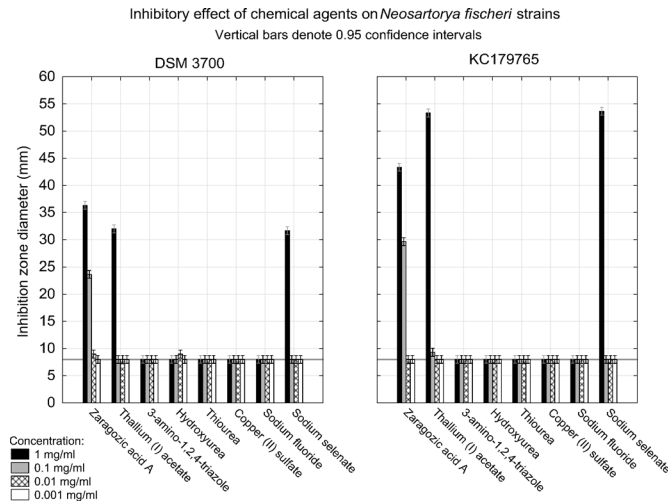 Inhibitory effect of chemical agents on Neosartorya fischeri strains
Vertical bars denote 0.95 confidence intervals
DSM 3700
KC179765
Inhibition zone diameter (mm)
60
55
50
45
40
35
30
25
20
15
10
5
0
Zaragozic acid A
Thallium (I) acetate
3-amino-1,2,4-triazole
Hydroxyurea
Thiourea
Copper (II) sulfate
Sodium fluoride
Sodium selenate
Zaragozic acid A
Thallium (I) acetate
3-amino-1,2,4-triazole
Hydroxyurea
Thiourea
Copper (II) sulfate
Sodium fluoride
Sodium selenate
Concentration:
1 mg/ml
0.1 mg/ml
0.01 mg/ml
0.001 mg/ml